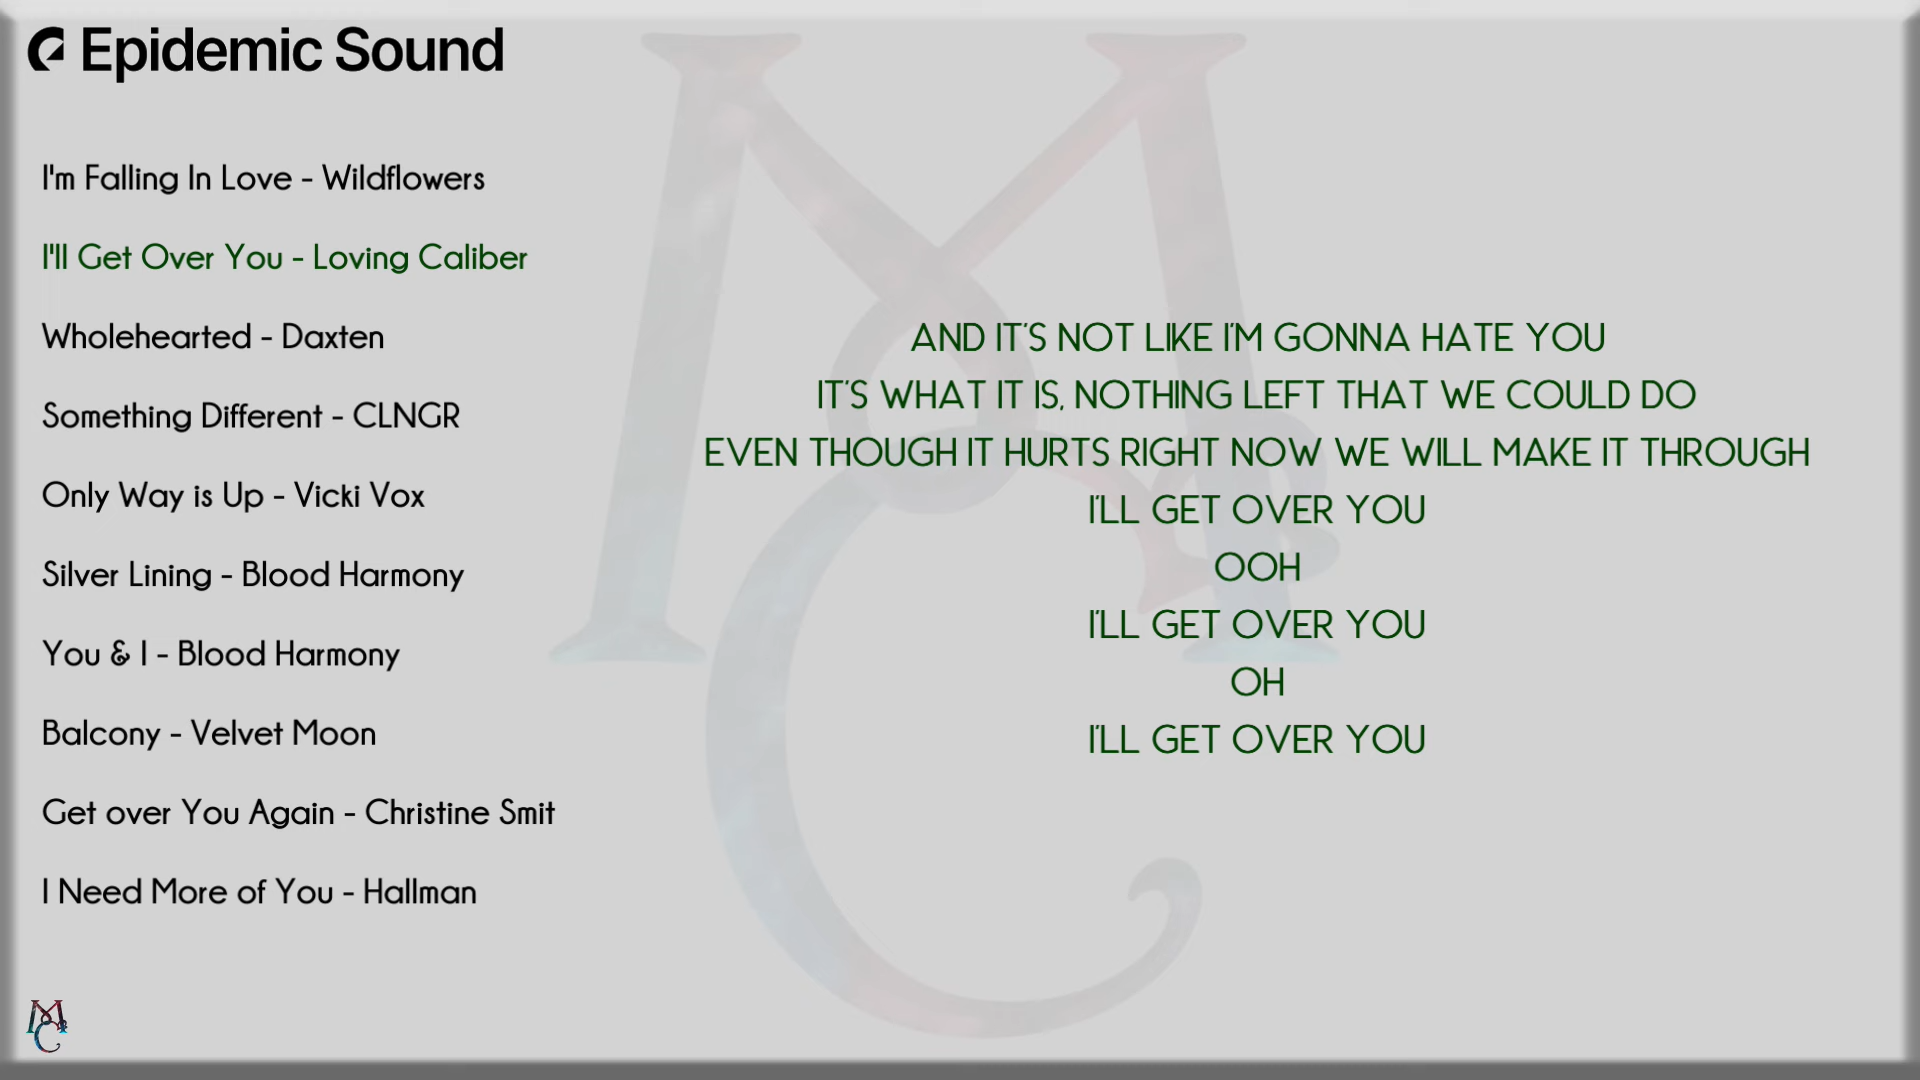 Epidemic Sound
I'm Falling In Love - Wildflowers
I'll Get Over You - Loving Caliber
Wholehearted - Daxten
Something Different - CLNGR
Only Way is Up - Vicki Vox
Silver Lining - Blood Harmony
You & I - Blood Harmony
Balcony - Velvet Moon
Get over You Again - Christine Smit
I Need More of You - Hallman
AND IT'S NOT LIKE I'M GONNA HATE YOU
IT'S WHAT IT IS, NOTHING LEFT THAT WE COULD DO
EVEN THOUGH IT HURTS RIGHT NOW WE WILL MAKE IT THROUGH
I'LL GET OVER YOU
OOH
I'LL GET OVER YOU
OH
I'LL GET OVER YOU